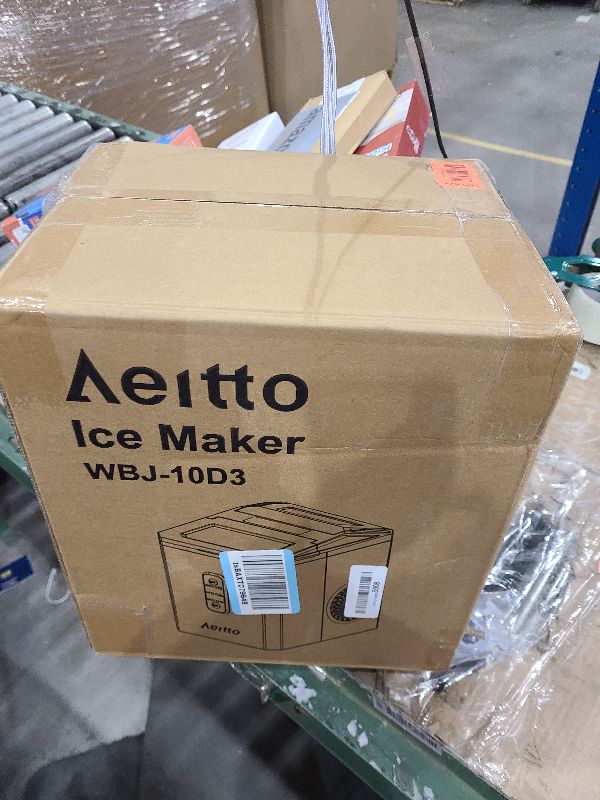 Aeitto
Ice Maker
WBJ-10D3
Aeitto